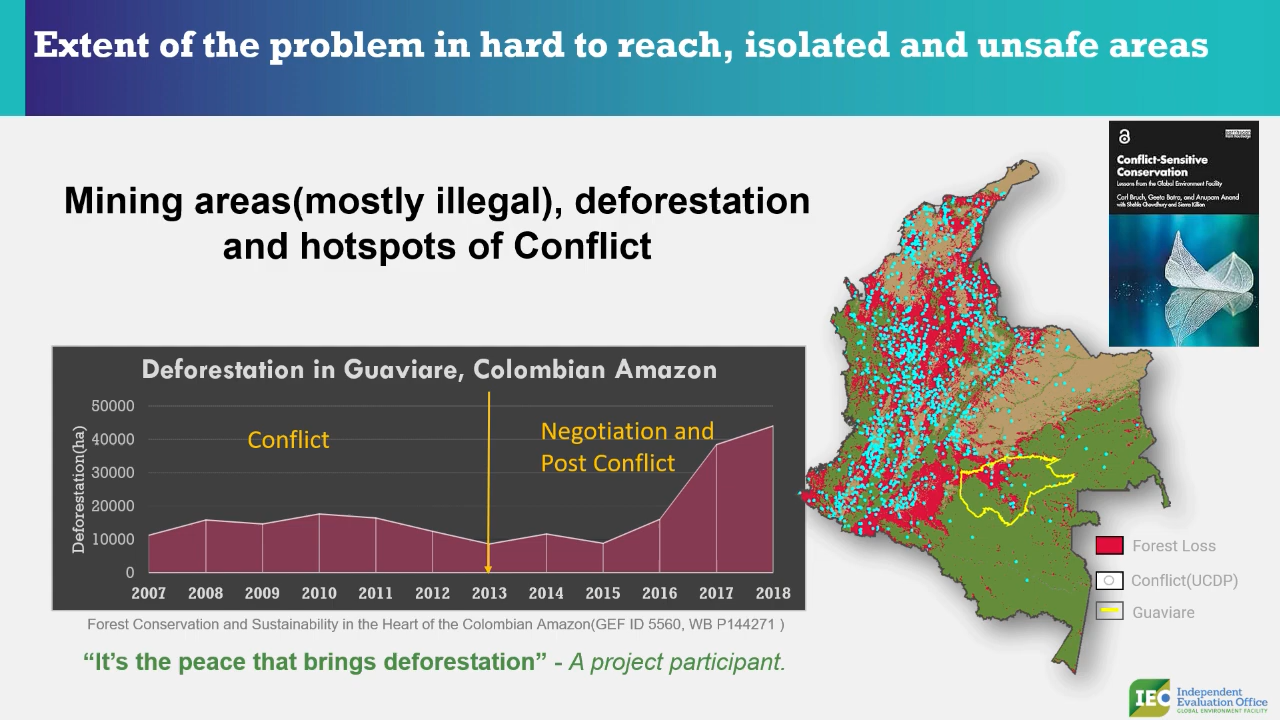 Extent of the problem in hard to reach, isolated and unsafe areas
Mining areas(mostly illegal), deforestation
and hotspots of Conflict
Conflict-Sensitive
Conservation
Lessons from the Global Environment Facility
Carl Bruch, Geeta Batra, and Anupam Anand
with Shehla Chowdhury and Sierra Killian
Deforestation in Guaviare, Colombian Amazon
Deforestation(ha)
50000
40000
30000
20000
10000
0
Conflict
Negotiation and
Post Conflict
2007 2008 2009 2010 2011 2012 2013 2014 2015 2016 2017 2018
Forest Conservation and Sustainability in the Heart of the Colombian Amazon(GEF ID 5560, WB P144271 )
“It’s the peace that brings deforestation” - A project participant.
Forest Loss
Conflict(UCDP)
Guaviare
IEO
Independent
Evaluation Office
GLOBAL ENVIRONMENT FACILITY